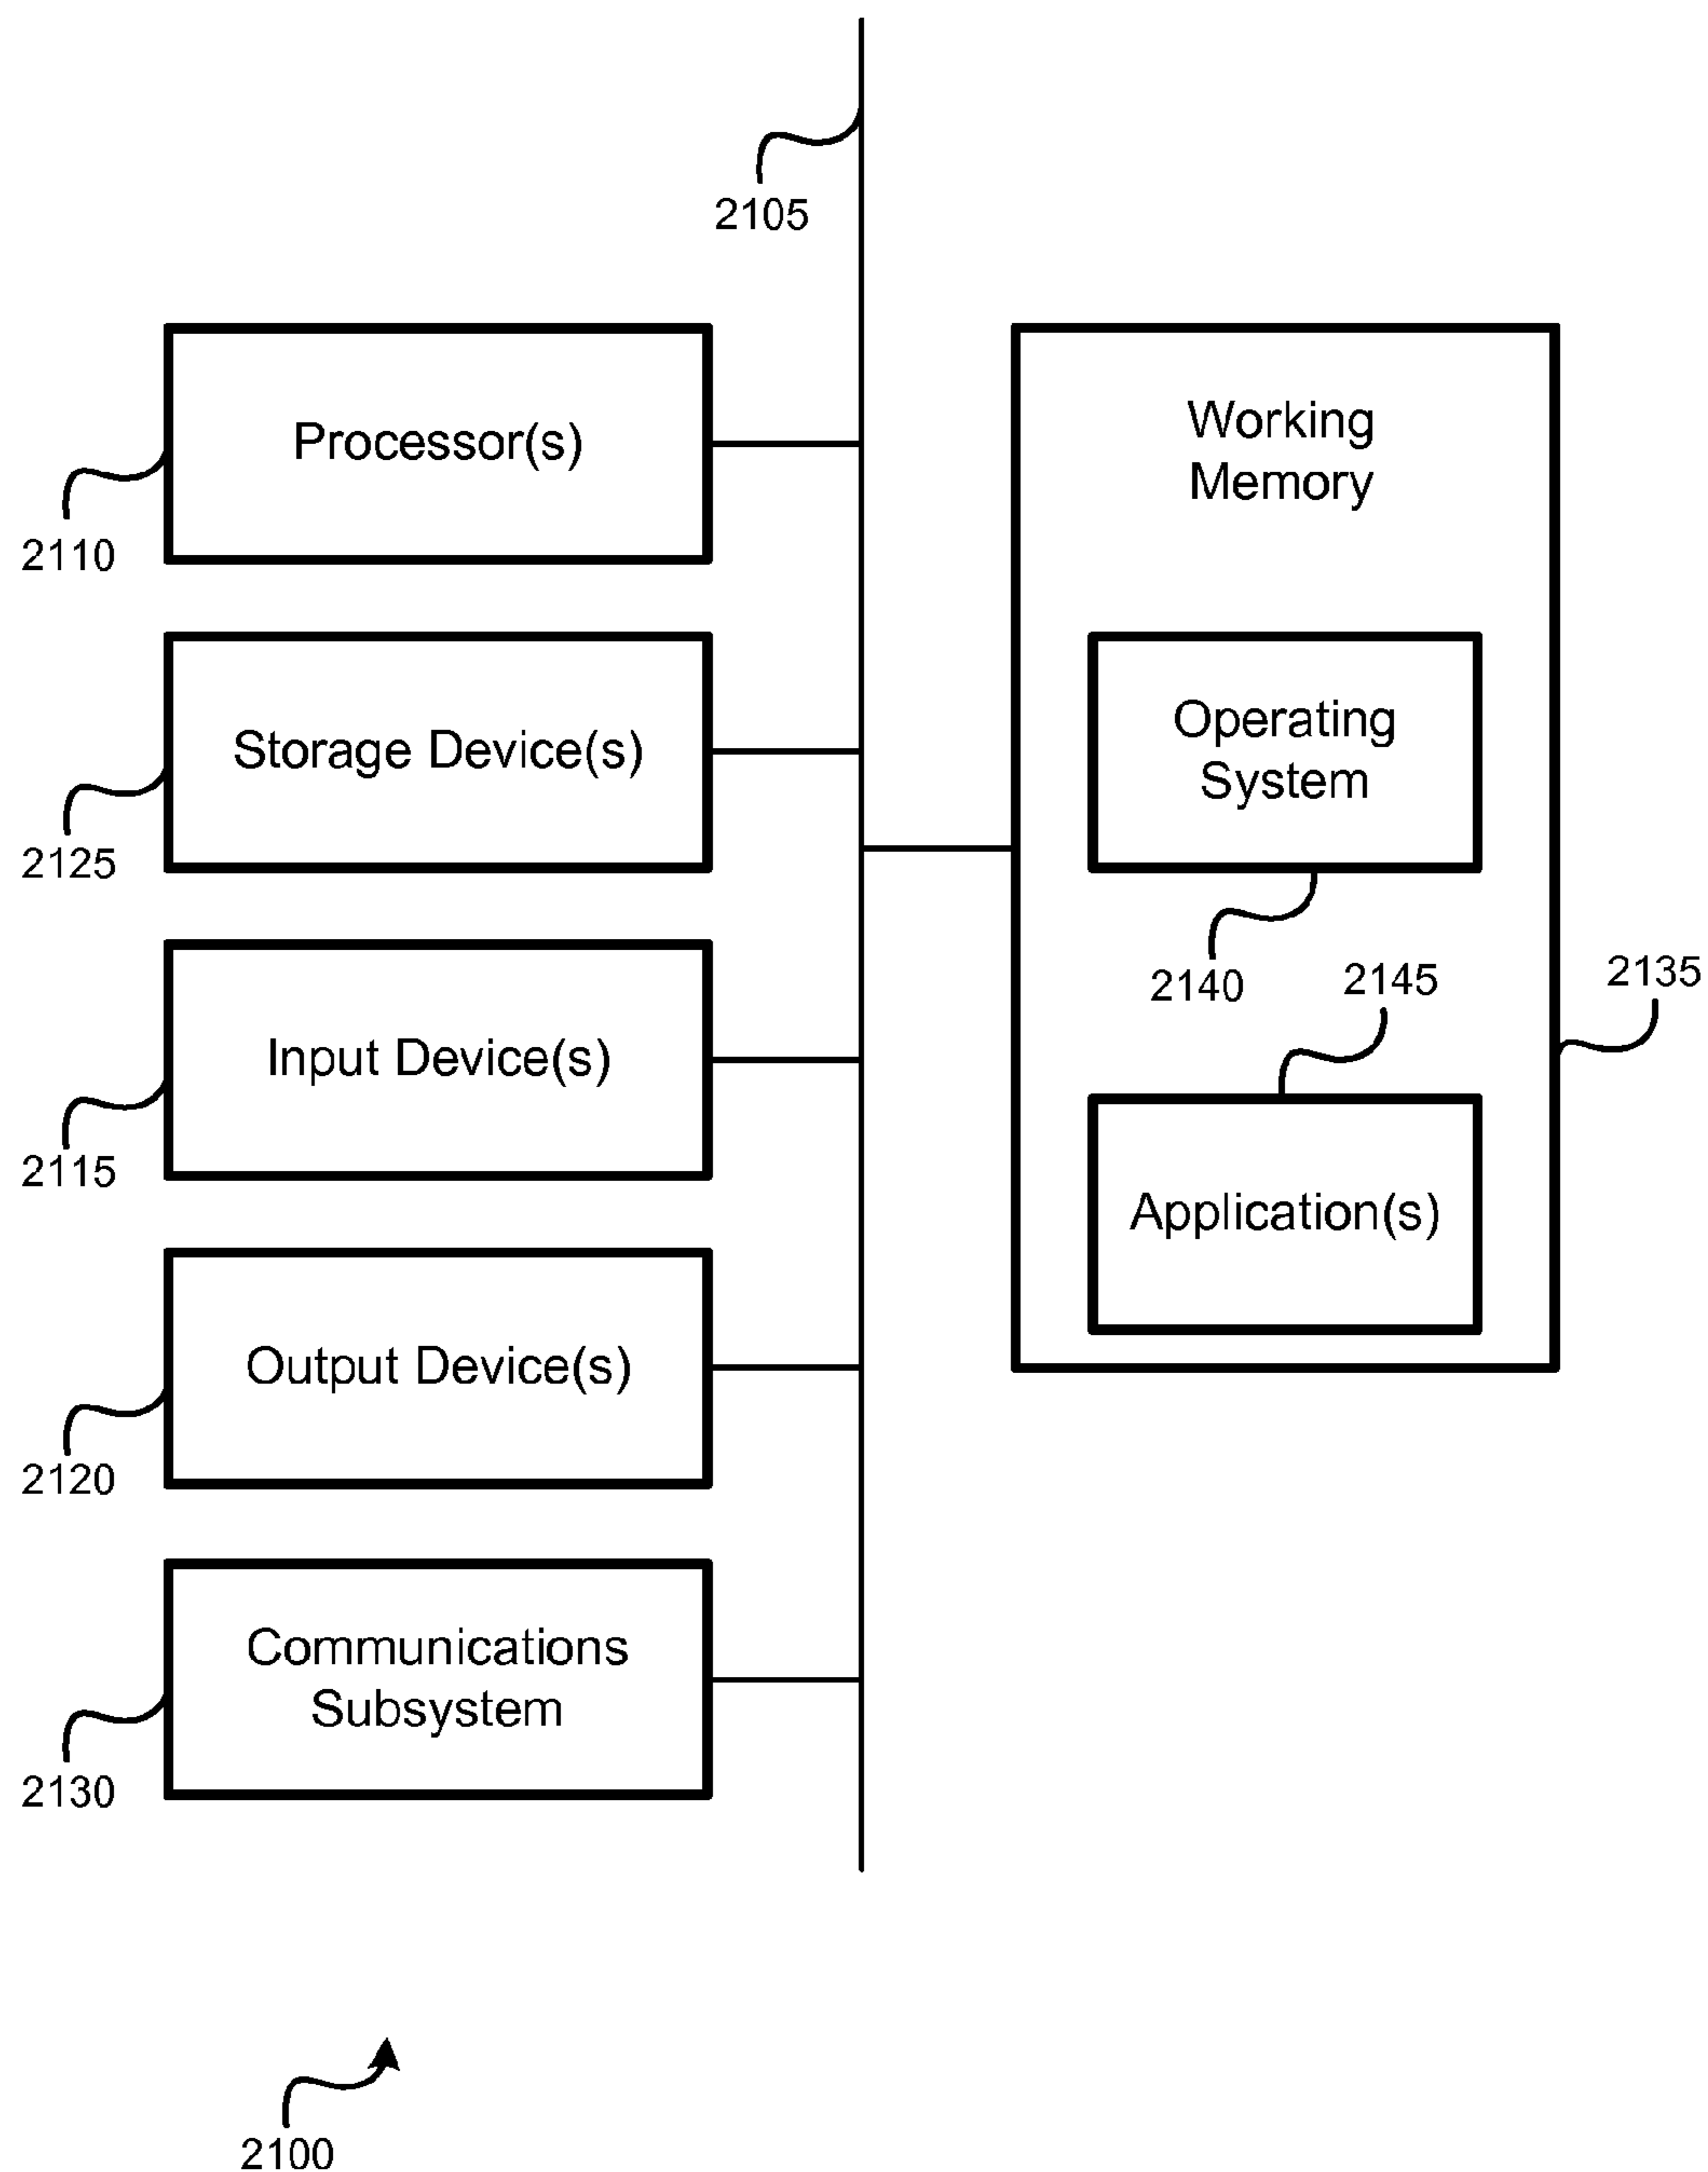 2105
Processor(s)
2110
Storage Device(s)
2125
Input Device(s)
2115
Output Device(s)
2120
Communications
Subsystem
2130
Working
Memory
Operating
System
2140
2145
2135
Application(s)
2100